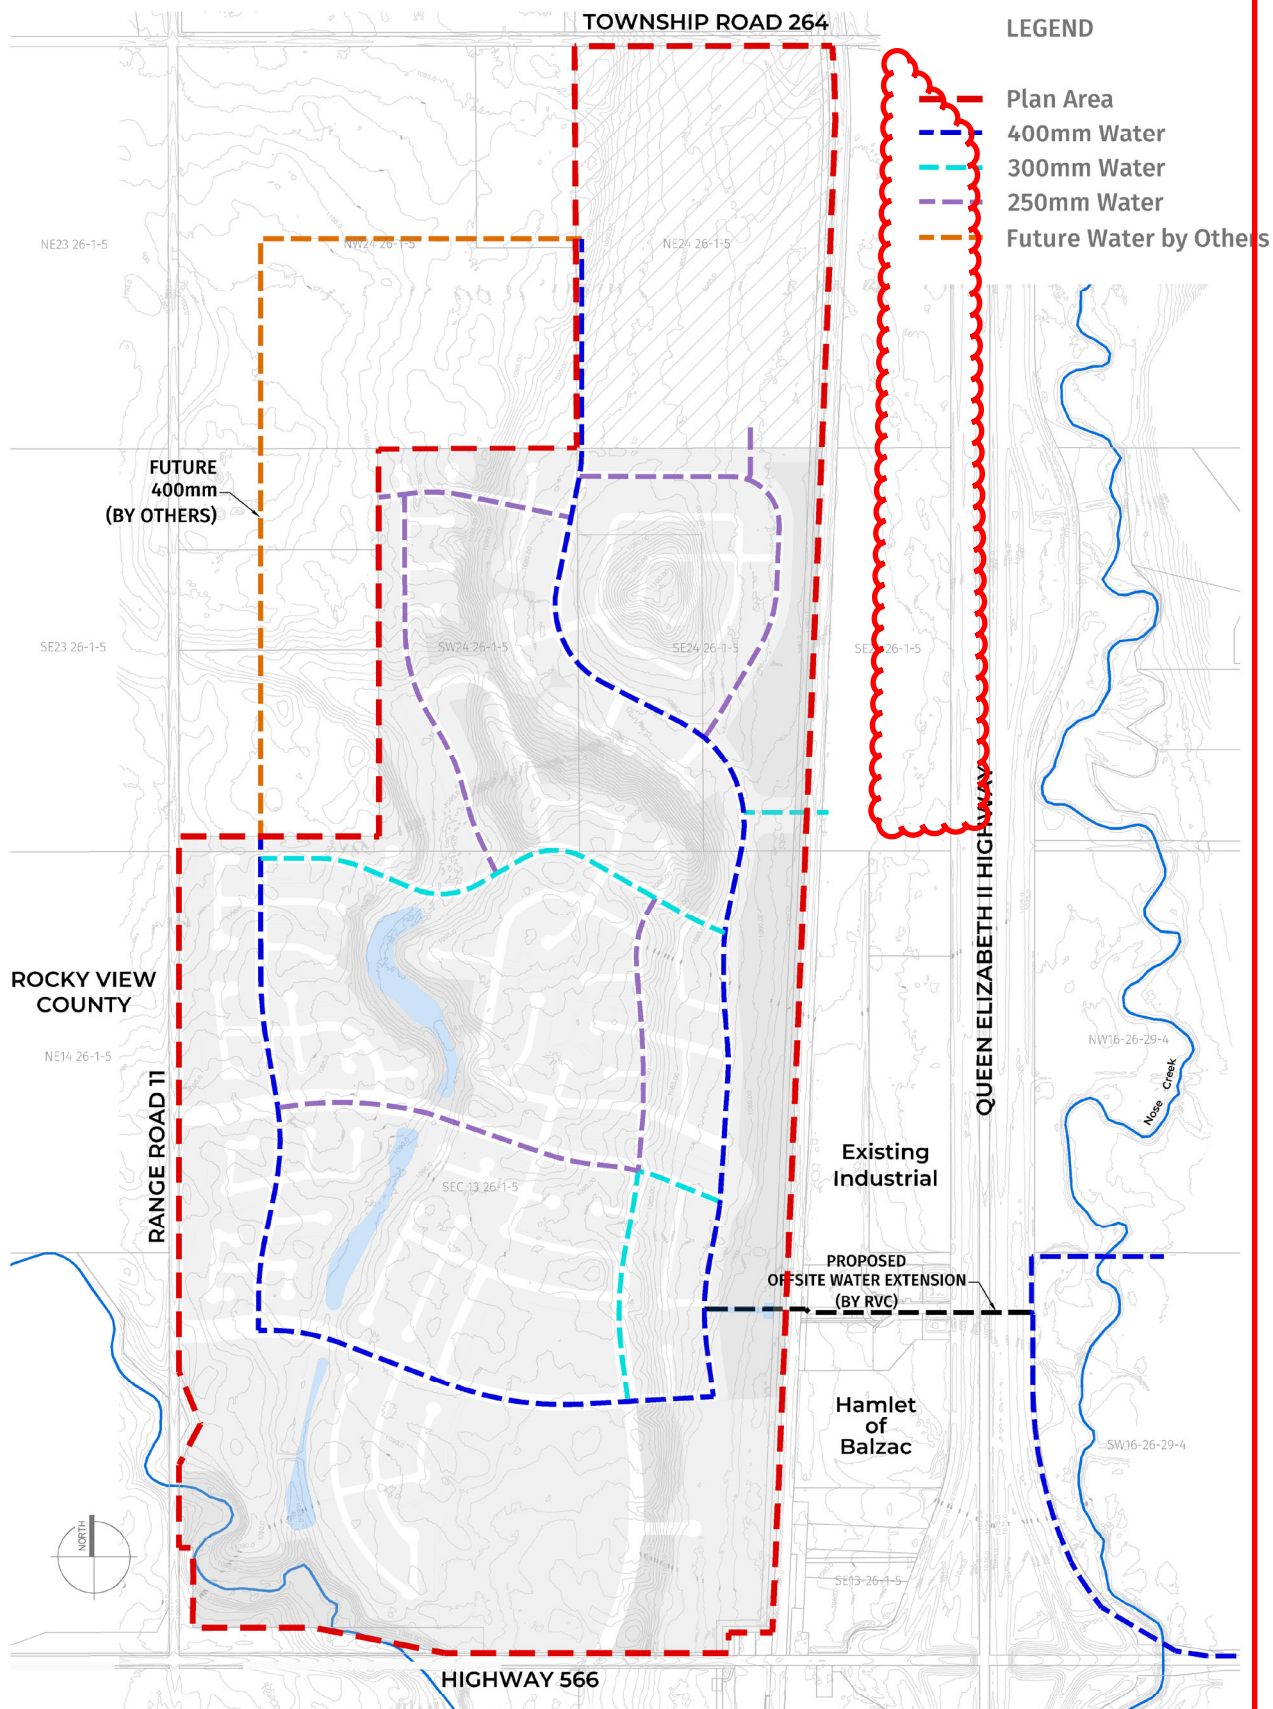 TOWNSHIP ROAD 264
LEGEND
Plan Area
400mm Water
300mm Water
250mm Water
Future Water by Others
NE23 26-1-5
NW24 26-1-5
NE24 26-1-5
FUTURE
400mm
(BY OTHERS)
SE23 26-1-5
SW24 26-1-5
SE24 26-1-5
QUEEN ELIZABETH II HIGHWAY
ROCKY VIEW
COUNTY
NE14 26-1-5
NW16-26-29-4
Nose Creek
RANGE ROAD 11
Existing
Industrial
SEC.13 26-1-5
PROPOSED
OFFSITE WATER EXTENSION
(BY RVC)
Hamlet
of
Balzac
SW16-26-29-4
NORTH
SE13-26-1-5
HIGHWAY 566